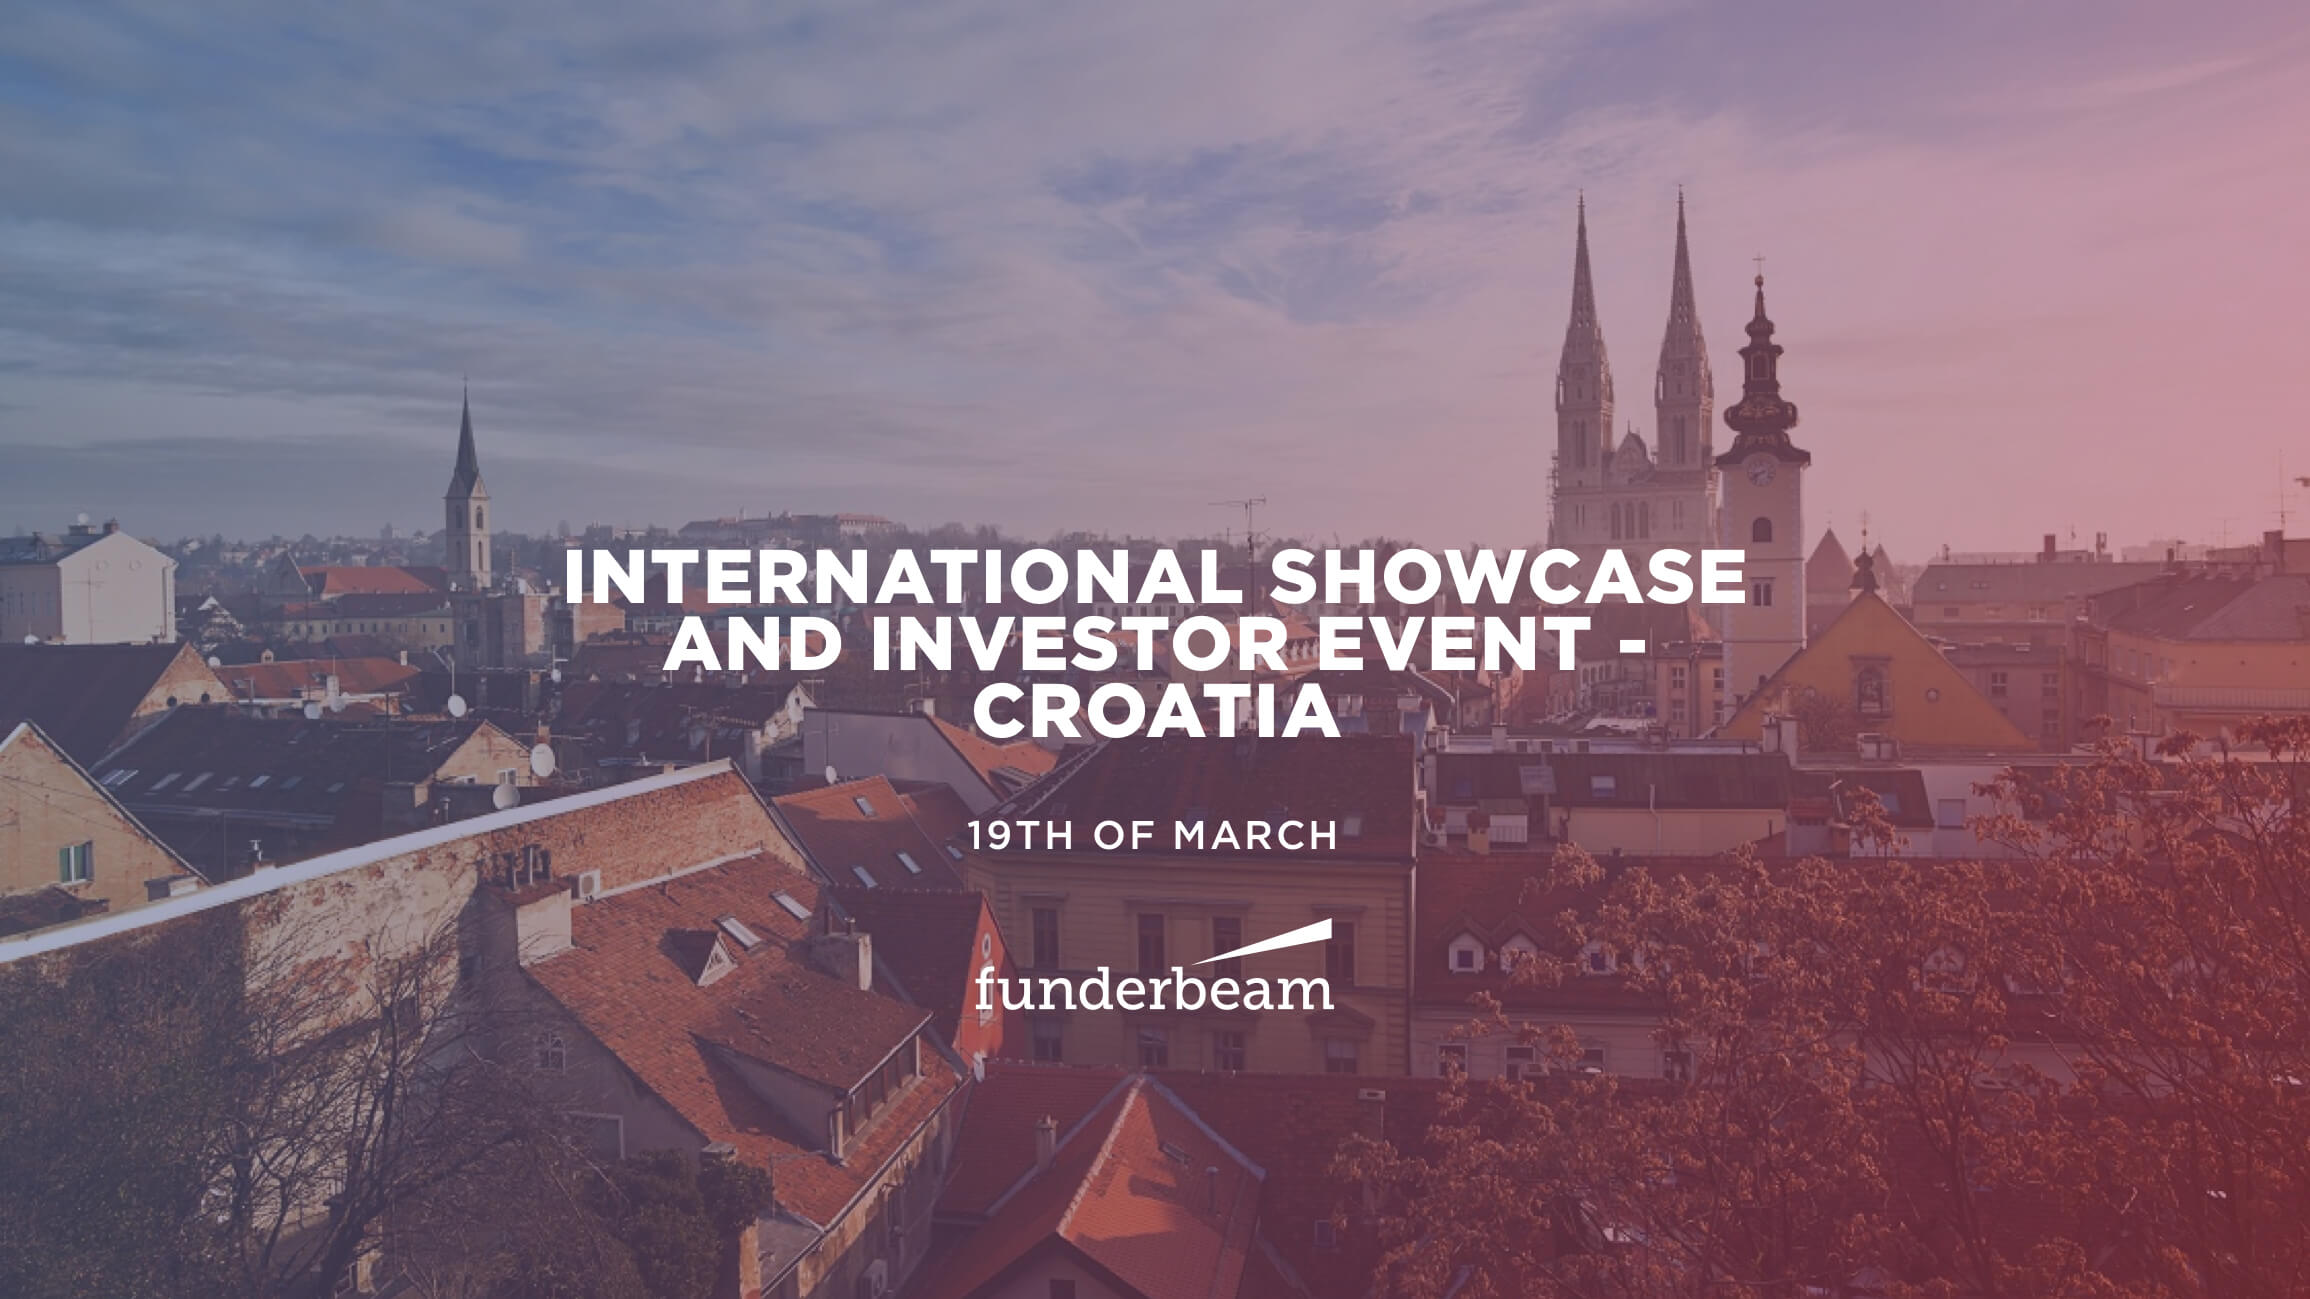 INTERNATIONAL SHOWCASE
AND INVESTOR EVENT -
CROATIA
19TH OF MARCH
funderbeam